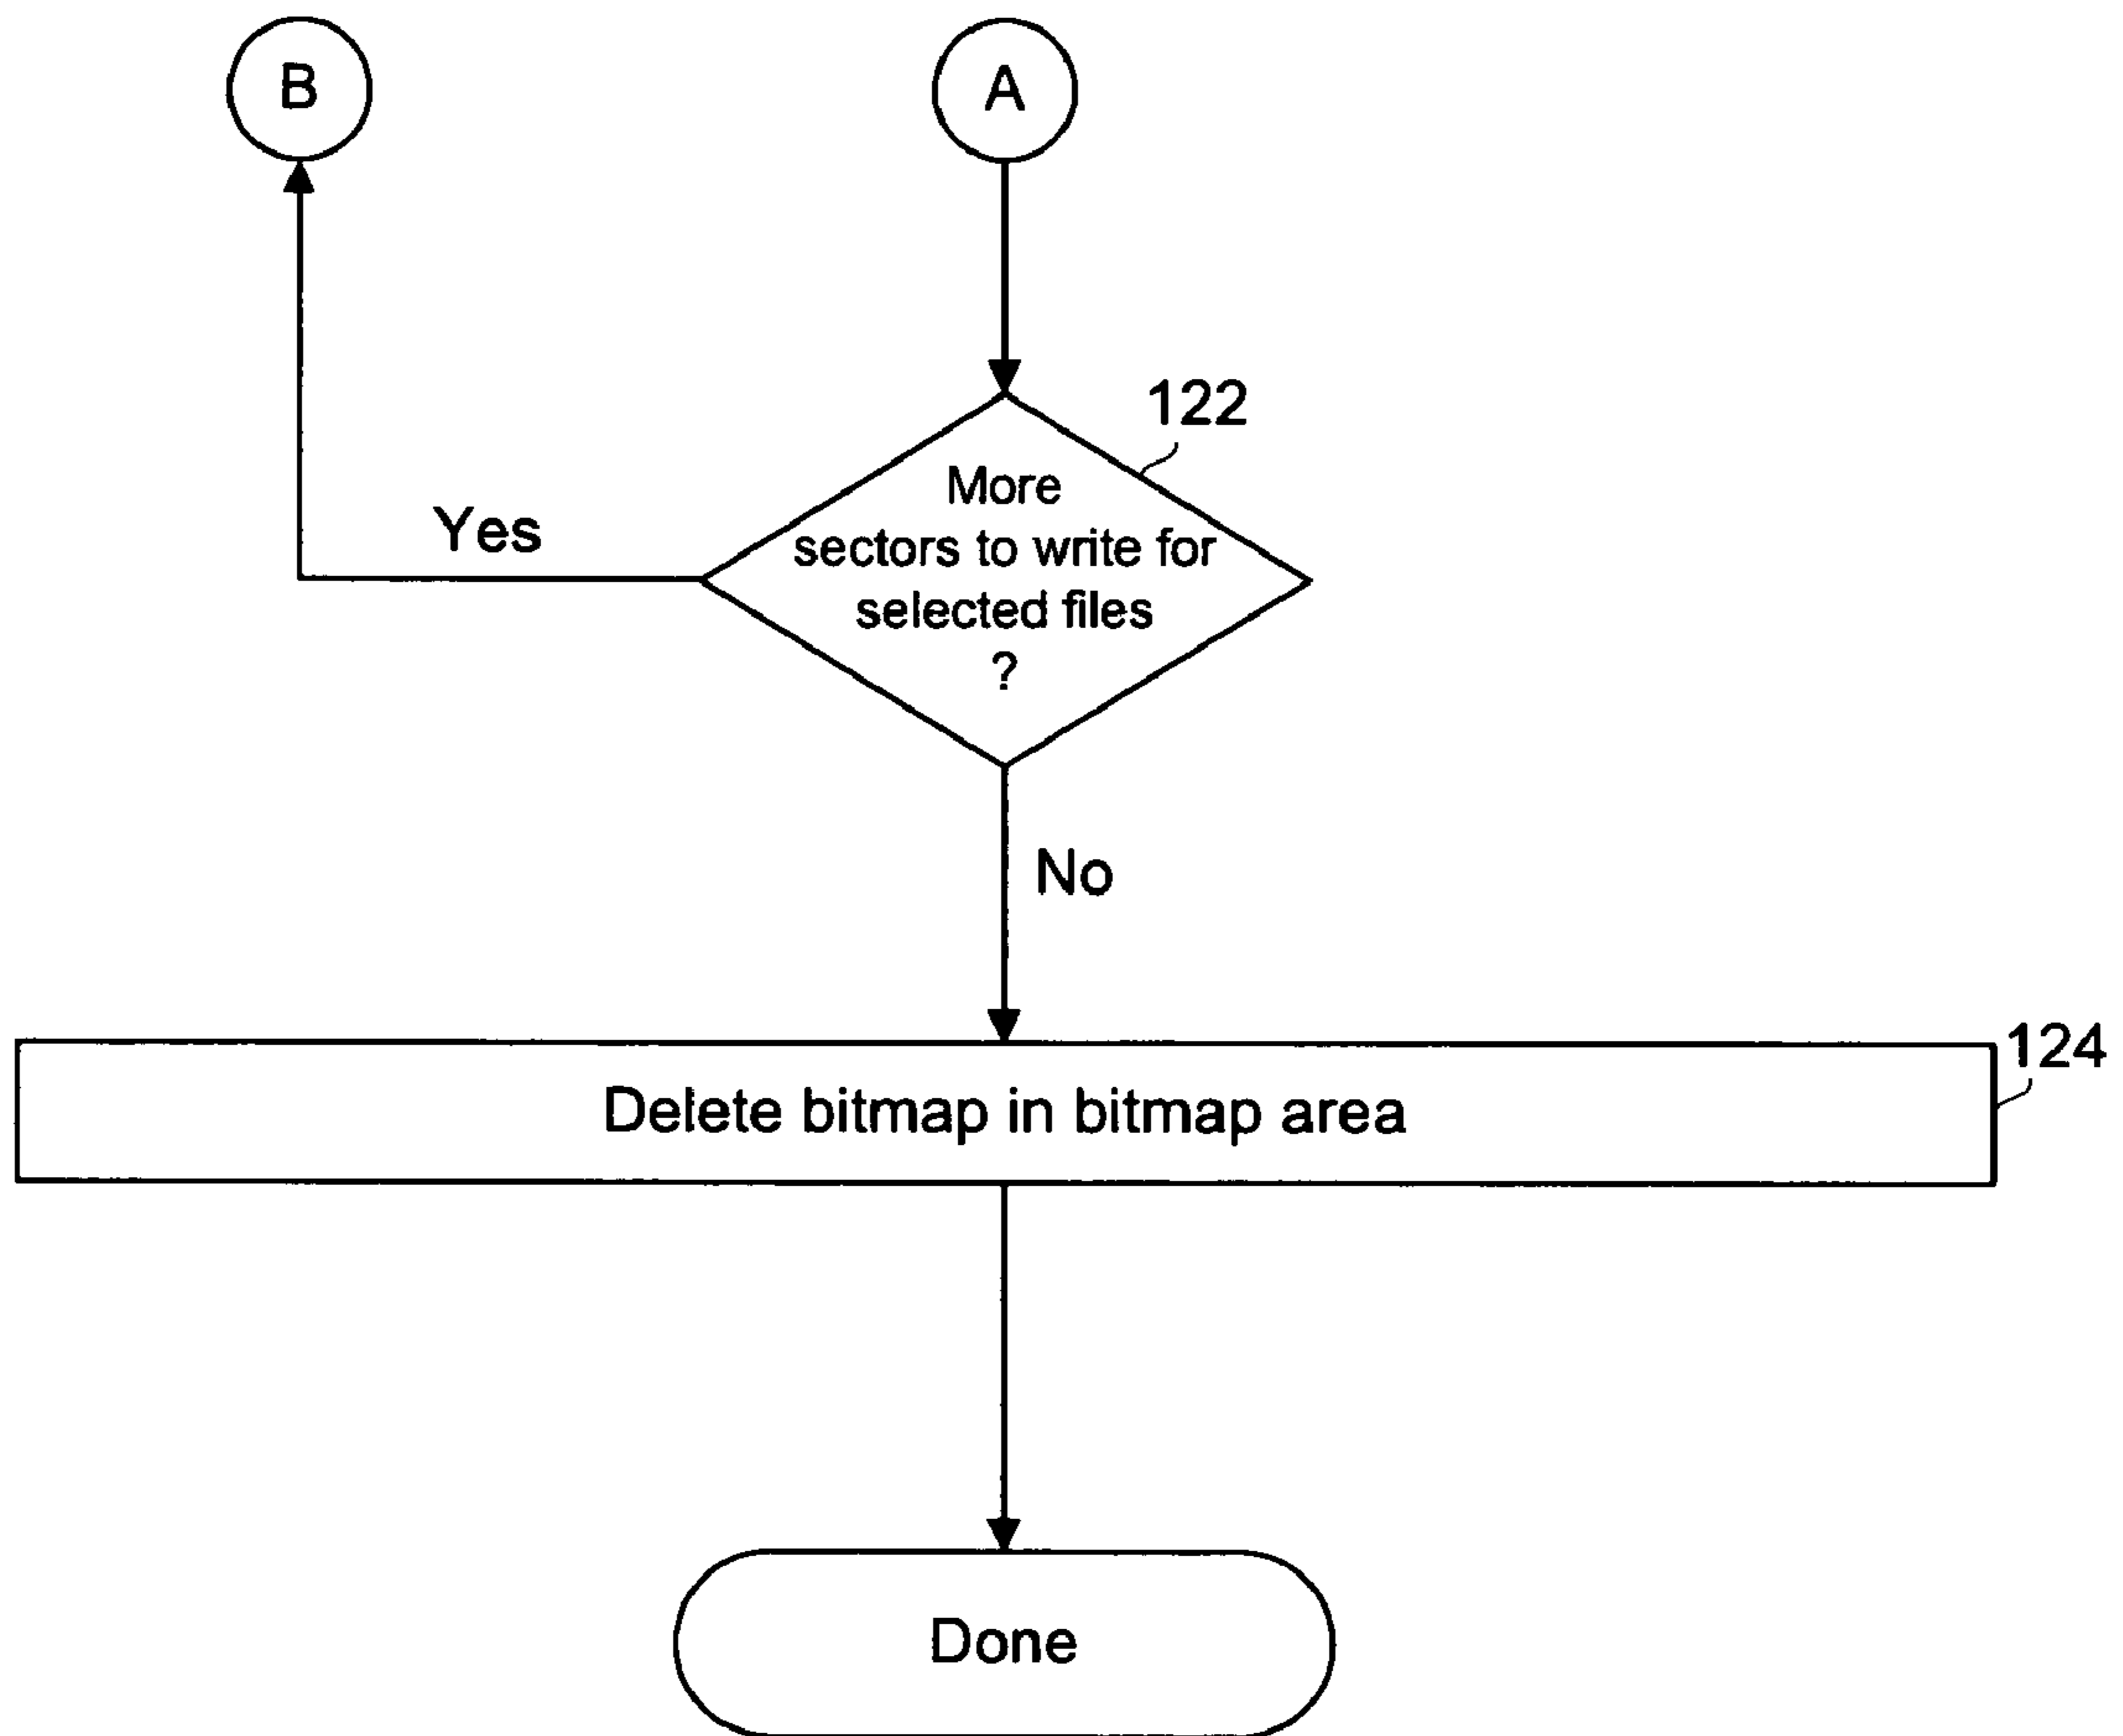 B
A
122
More
sectors to write for
selected files
?
Yes
No
124
Delete bitmap in bitmap area
Done